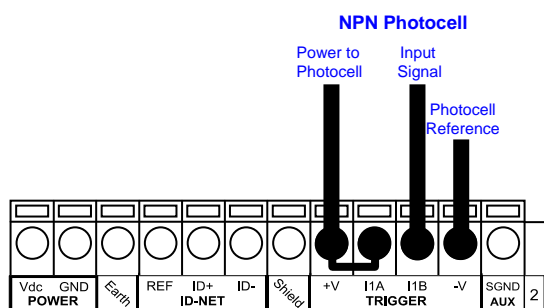 NPN Photocell
Power to
Photocell
Input
Signal
Photocell
Reference
Vdc GND Earth REF ID+ ID- Shield +V I1A I1B -V SGND 2
POWER ID-NET TRIGGER AUX